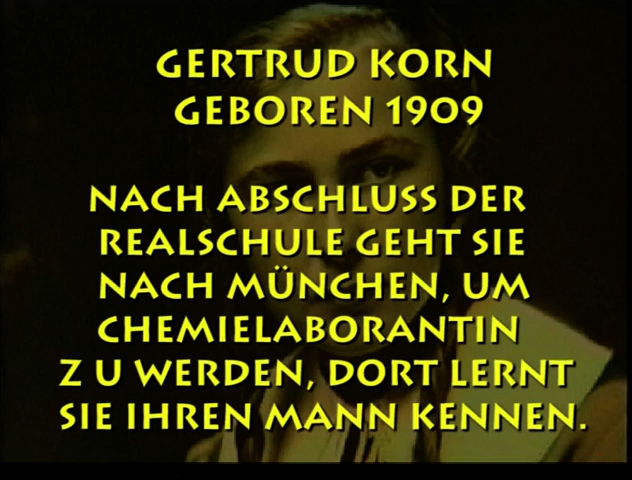 GERTRUD KORN
GEBOREN 1909
NACH ABSCHLUSS DER
REALSCHULE GEHT SIE
NACH MÜNCHEN, UM
CHEMIELABORANTIN
Z U WERDEN, DORT LERNT
SIE IHREN MANN KENNEN.